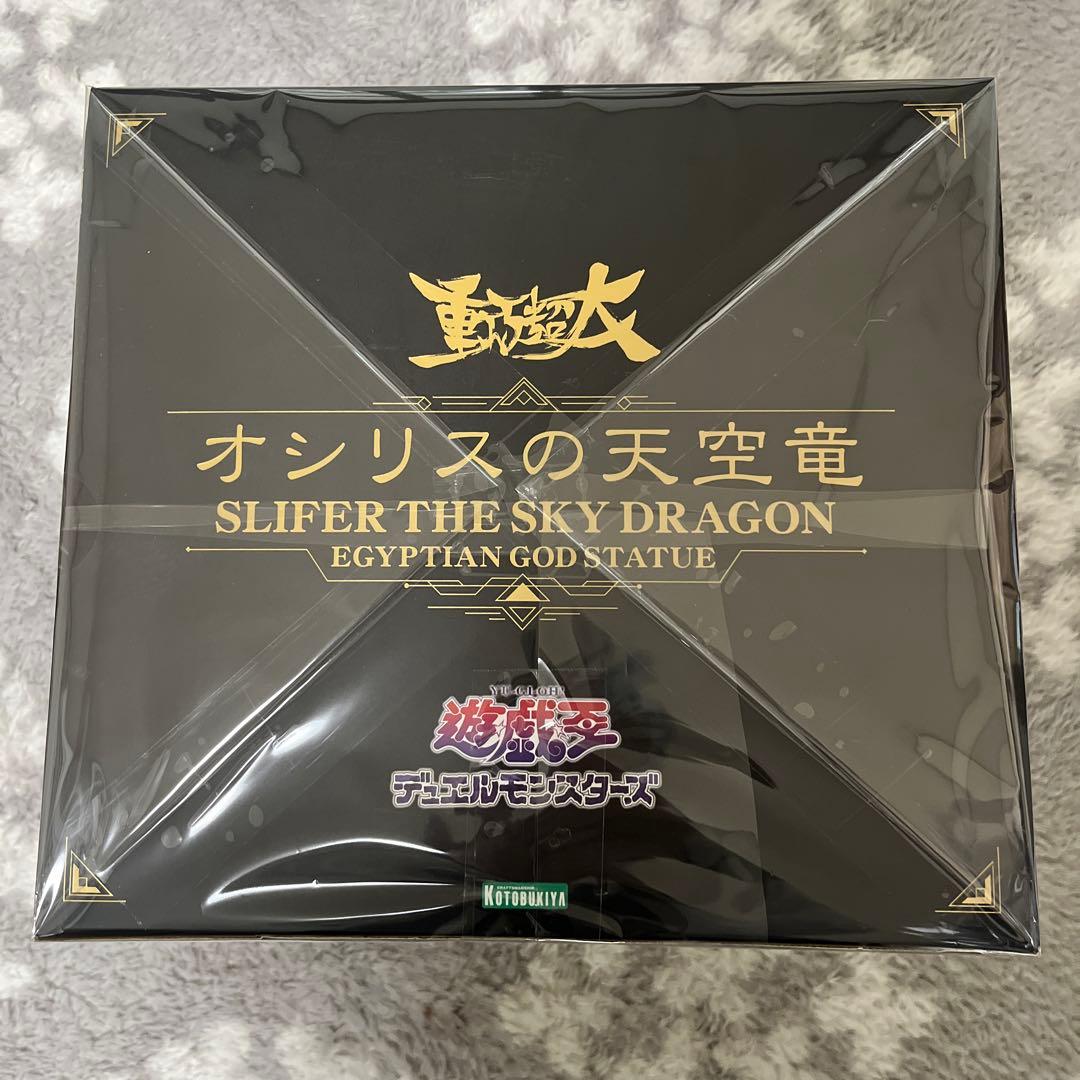 オシリスの天空竜
SLIFER THE SKY DRAGON
EGYPTIAN GOD STATUE
YU-GI-OH!
遊戯王
デュエルモンスターズ
KOTOBUKIYA